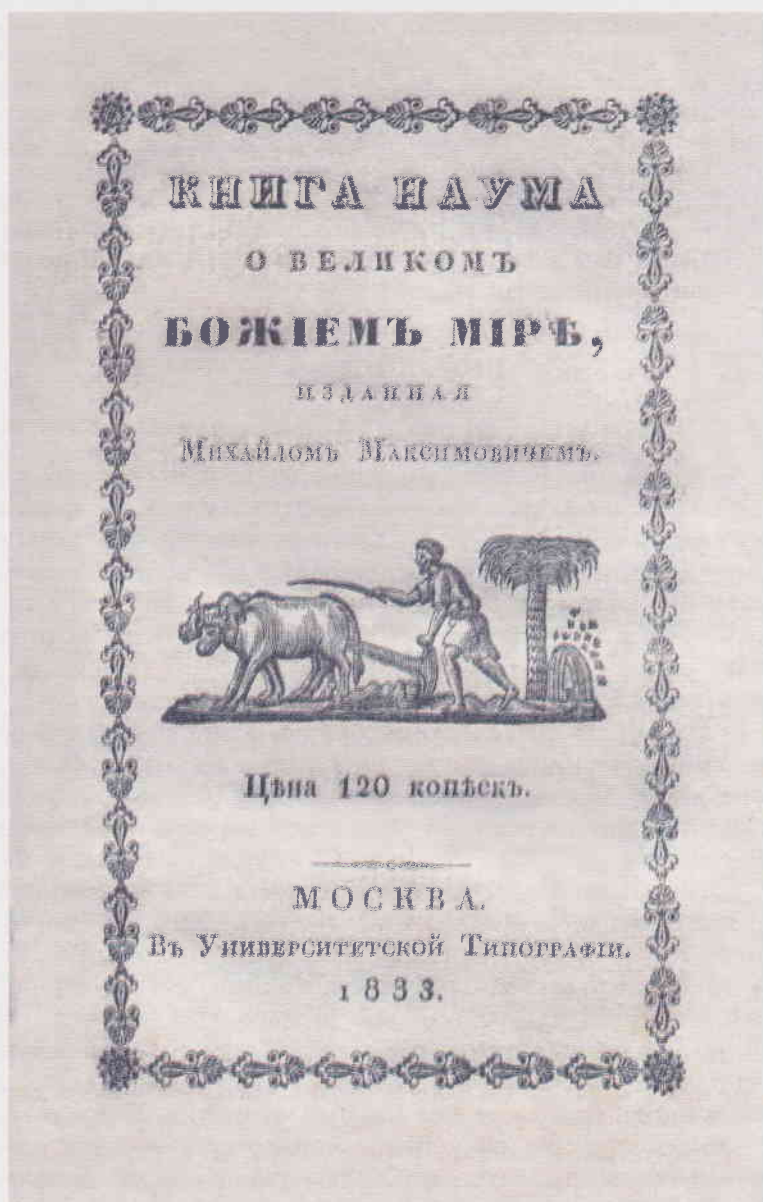 КНИГА НАУМА
О ВЕЛИКОМЪ
БОЖІЕМЪ МІРѢ,
ИЗДАННАЯ
Михайломъ Максимовичемъ.
Цѣна 120 копѣекъ.
МОСКВА.
Въ Университетской Типографіи.
1833.